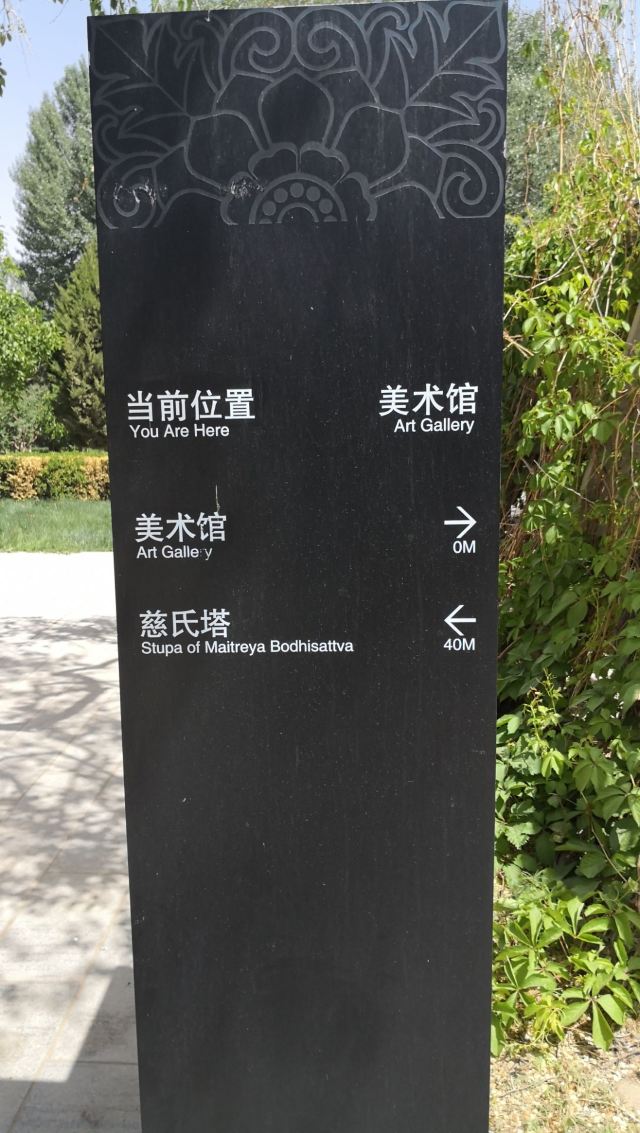 当前位置 美术馆
You Are Here Art Gallery
美术馆
Art Gallery
0M
慈氏塔
Stupa of Maitreya Bodhisattva
40M